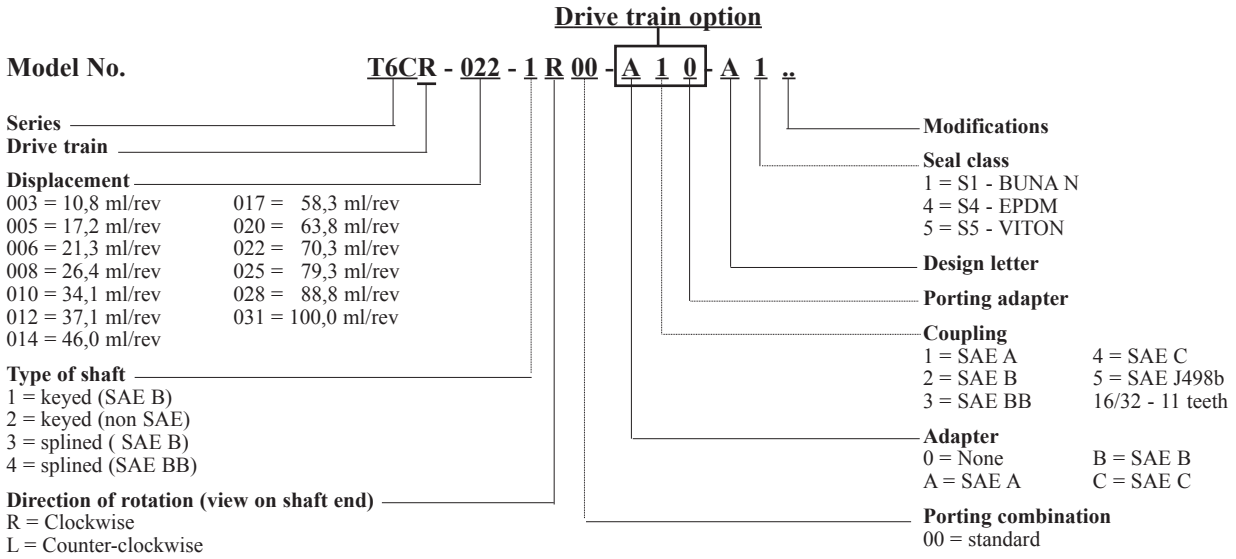 Drive train option
Model No. T6CR - 022 - 1 R 00 - A 1 0 - A 1 ..
Series
Drive train
Displacement
003 = 10,8 ml/rev 017 = 58,3 ml/rev
005 = 17,2 ml/rev 020 = 63,8 ml/rev
006 = 21,3 ml/rev 022 = 70,3 ml/rev
008 = 26,4 ml/rev 025 = 79,3 ml/rev
010 = 34,1 ml/rev 028 = 88,8 ml/rev
012 = 37,1 ml/rev 031 = 100,0 ml/rev
014 = 46,0 ml/rev
Type of shaft
1 = keyed (SAE B)
2 = keyed (non SAE)
3 = splined ( SAE B)
4 = splined (SAE BB)
Direction of rotation (view on shaft end)
R = Clockwise
L = Counter-clockwise
Modifications
Seal class
1 = S1 - BUNA N
4 = S4 - EPDM
5 = S5 - VITON
Design letter
Porting adapter
Coupling
1 = SAE A 4 = SAE C
2 = SAE B 5 = SAE J498b
3 = SAE BB 16/32 - 11 teeth
Adapter
0 = None B = SAE B
A = SAE A C = SAE C
Porting combination
00 = standard